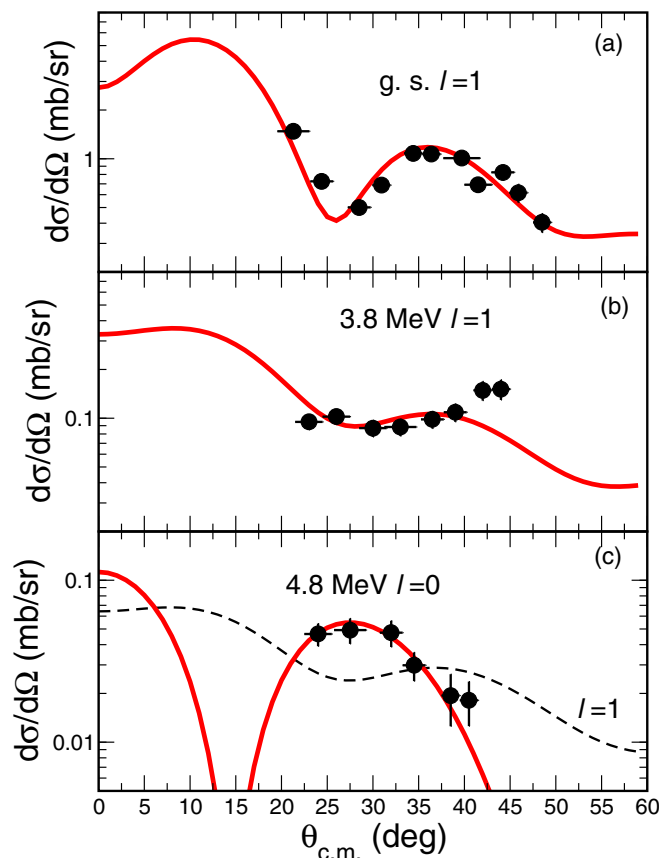 (a)
g. s. l=1
dσ/dΩ (mb/sr)
1
(b)
3.8 MeV l=1
dσ/dΩ (mb/sr)
0.1
(c)
4.8 MeV l=0
dσ/dΩ (mb/sr)
0.1
0.01
l=1
0 5 10 15 20 25 30 35 40 45 50 55 60
θc.m. (deg)